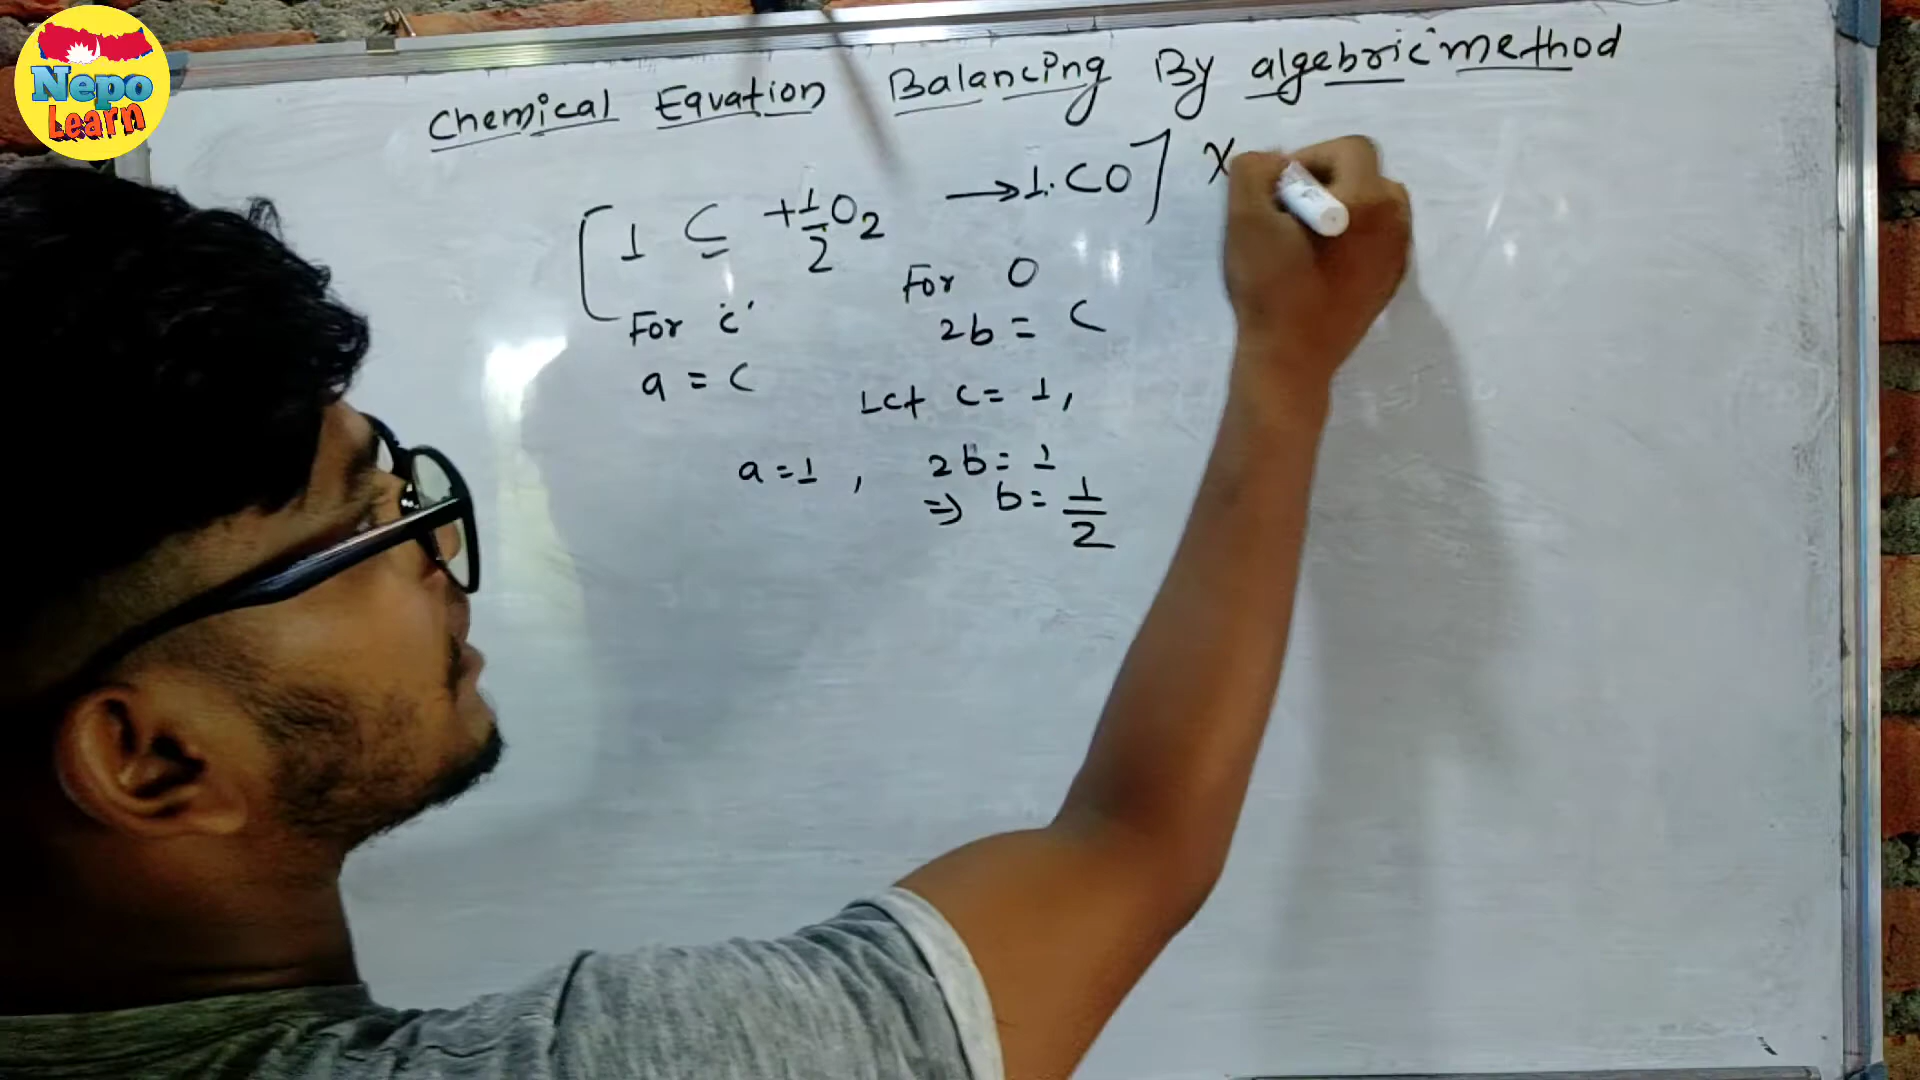 Nepo
Learn
Chemical Equation Balancing By algebric method
[1 C + 1/2 O2 → 1. CO] X
For 'c'
For O
a = C
2b = C
Let c = 1,
a = 1 , 2b = 1
⇒ b = 1/2